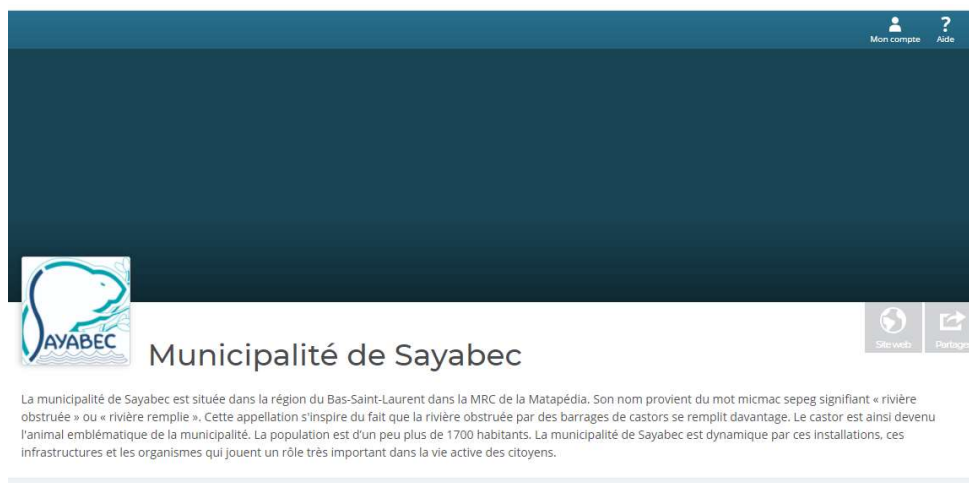 Mon compte
Aide
SAYABEC
Municipalité de Sayabec
Site web
Partager
La municipalité de Sayabec est située dans la région du Bas-Saint-Laurent dans la MRC de la Matapédia. Son nom provient du mot micmac sepeg signifiant « rivière
obstruée » ou « rivière remplie ». Cette appellation s'inspire du fait que la rivière obstruée par des barrages de castors se remplit davantage. Le castor est ainsi devenu
l'animal emblématique de la municipalité. La population est d'un peu plus de 1700 habitants. La municipalité de Sayabec est dynamique par ces installations, ces
infrastructures et les organismes qui jouent un rôle très important dans la vie active des citoyens.